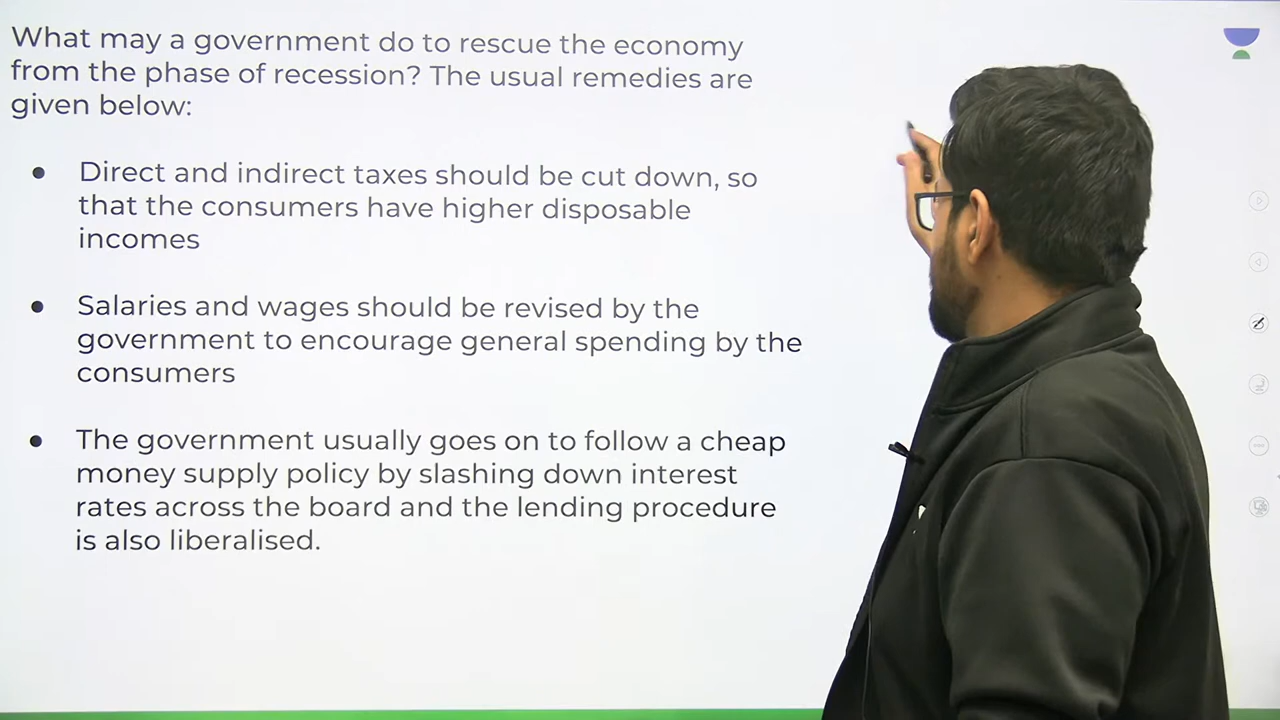 What may a government do to rescue the economy
from the phase of recession? The usual remedies are
given below:
● Direct and indirect taxes should be cut down, so
that the consumers have higher disposable
incomes
● Salaries and wages should be revised by the
government to encourage general spending by the
consumers
● The government usually goes on to follow a cheap
money supply policy by slashing down interest
rates across the board and the lending procedure
is also liberalised.